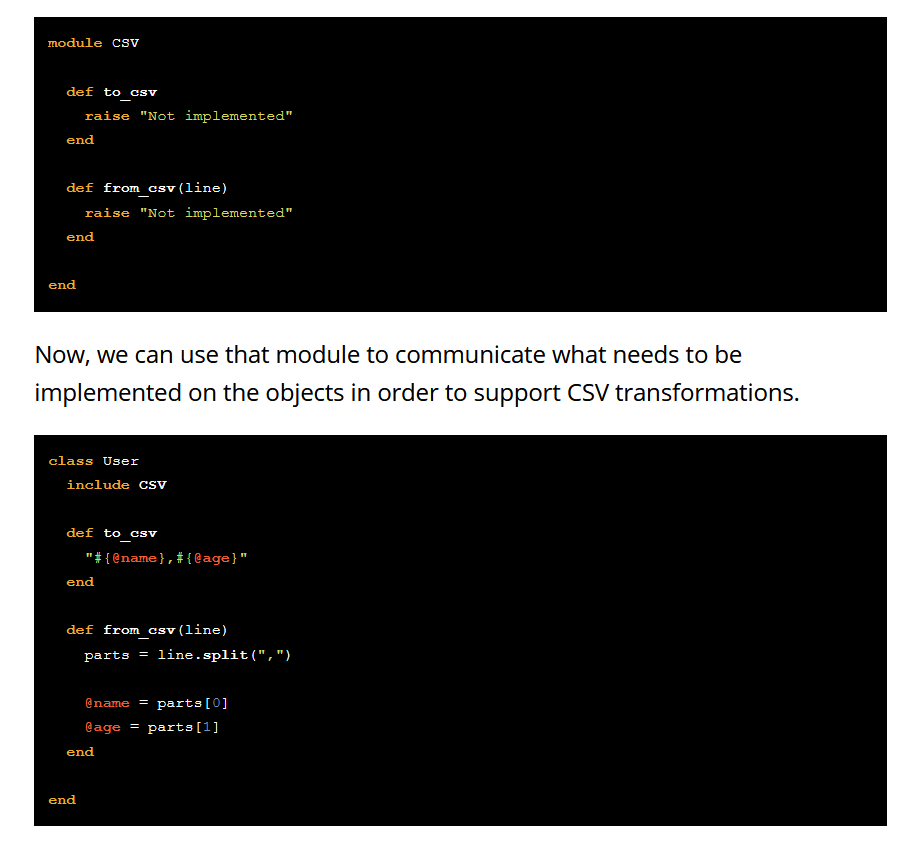 module CSV
def to_csv
raise "Not implemented"
end
def from_csv(line)
raise "Not implemented"
end
end
Now, we can use that module to communicate what needs to be
implemented on the objects in order to support CSV transformations.
class User
include CSV
def to_csv
"#{@name},#{@age}"
end
def from_csv(line)
parts = line.split(",")
@name = parts[0]
@age = parts[1]
end
end